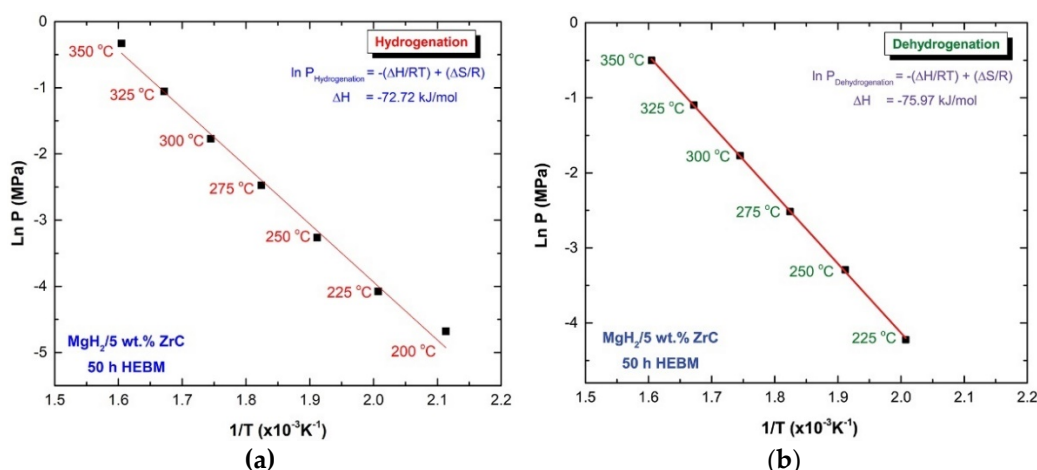 Hydrogenation
ln P_Hydrogenation = -(ΔH/RT) + (ΔS/R)
ΔH = -72.72 kJ/mol
350 °C
325 °C
300 °C
275 °C
250 °C
225 °C
200 °C
MgH₂/5 wt.% ZrC
50 h HEBM
Ln P (MPa)
0
-1
-2
-3
-4
-5
1.5 1.6 1.7 1.8 1.9 2.0 2.1 2.2
1/T (x10⁻³K⁻¹)
(a)
Dehydrogenation
ln P_Dehydrogenation = -(ΔH/RT) + (ΔS/R)
ΔH = -75.97 kJ/mol
350 °C
325 °C
300 °C
275 °C
250 °C
225 °C
MgH₂/5 wt.% ZrC
50 h HEBM
Ln P (MPa)
0
-1
-2
-3
-4
1.5 1.6 1.7 1.8 1.9 2.0 2.1 2.2
1/T (x10⁻³K⁻¹)
(b)